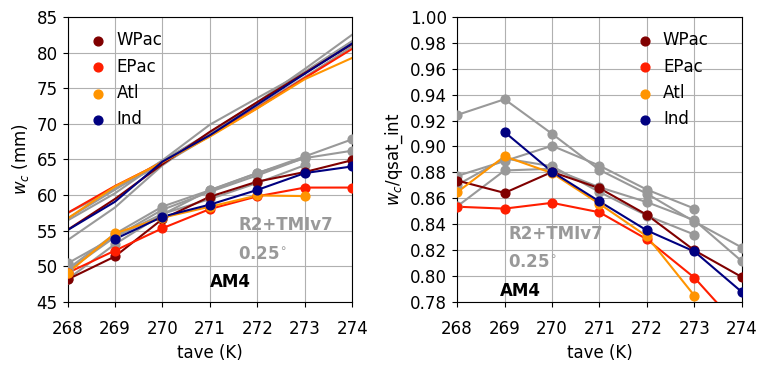 85
80
75
70
65
60
55
50
45
268 269 270 271 272 273 274
tave (K)
w_c (mm)
WPac
EPac
Atl
Ind
R2+TMIv7
0.25°
AM4
1.00
0.98
0.96
0.94
0.92
0.90
0.88
0.86
0.84
0.82
0.80
0.78
268 269 270 271 272 273 274
tave (K)
w_c/qsat_int
WPac
EPac
Atl
Ind
R2+TMIv7
0.25°
AM4